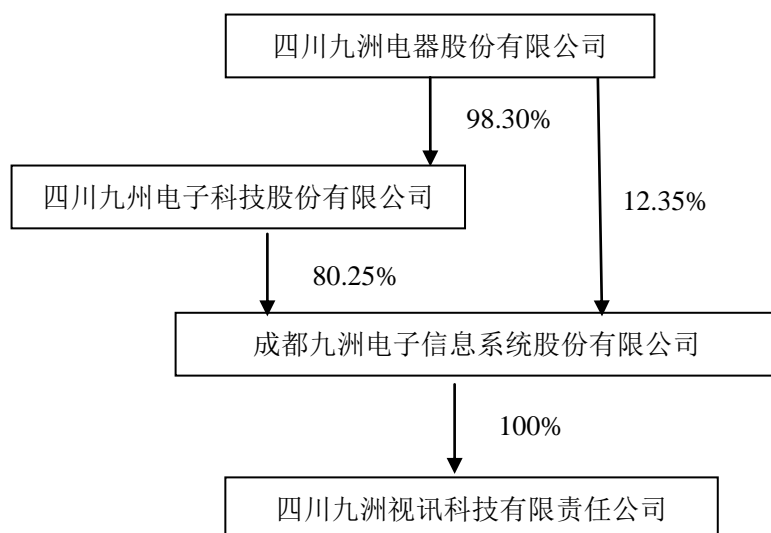 四川九洲电器股份有限公司
98.30%
四川九州电子科技股份有限公司
12.35%
80.25%
成都九洲电子信息系统股份有限公司
100%
四川九洲视讯科技有限责任公司